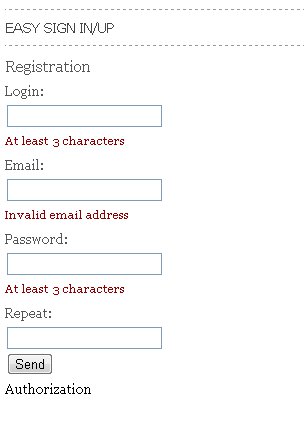 EASY SIGN IN/UP
Registration
Login:
At least 3 characters
Email:
Invalid email address
Password:
At least 3 characters
Repeat:
Send
Authorization